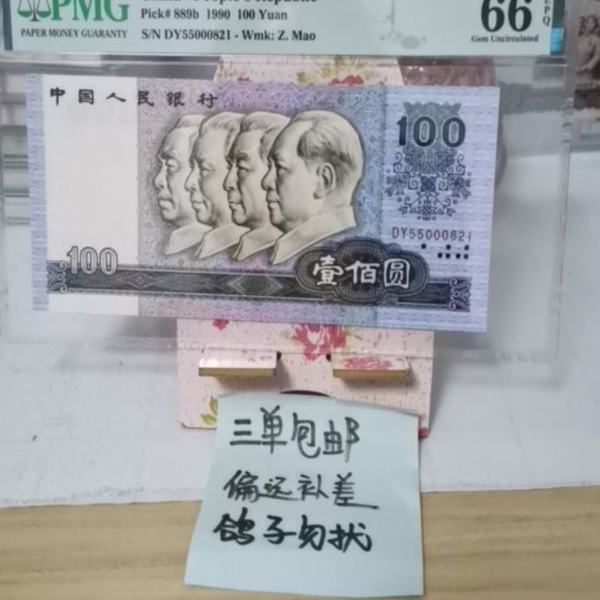 PMG
PAPER MONEY GUARANTY
Pick# 889b 1990 100 Yuan
S/N DY55000821 - Wmk: Z. Mao
66
EPQ
Gem Uncirculated
中国人民银行
100
DY55000821
100
壹佰圆
三单包邮
偏远补差
鸽子勿扰